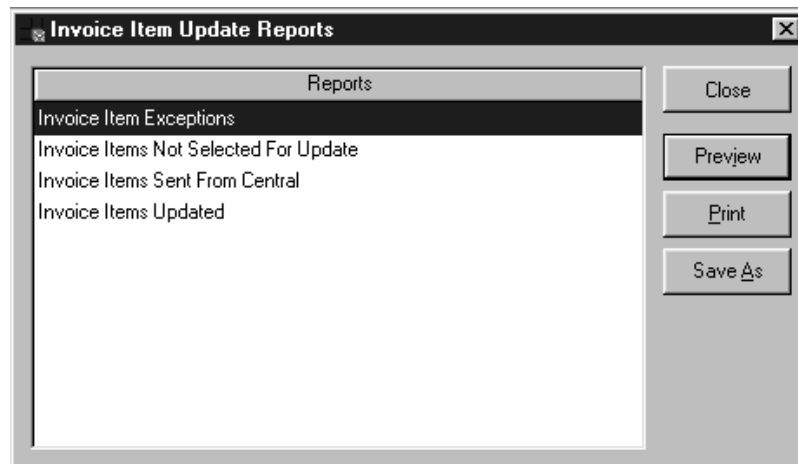 Invoice Item Update Reports
Reports
Invoice Item Exceptions
Invoice Items Not Selected For Update
Invoice Items Sent From Central
Invoice Items Updated
Close
Preview
Print
Save As